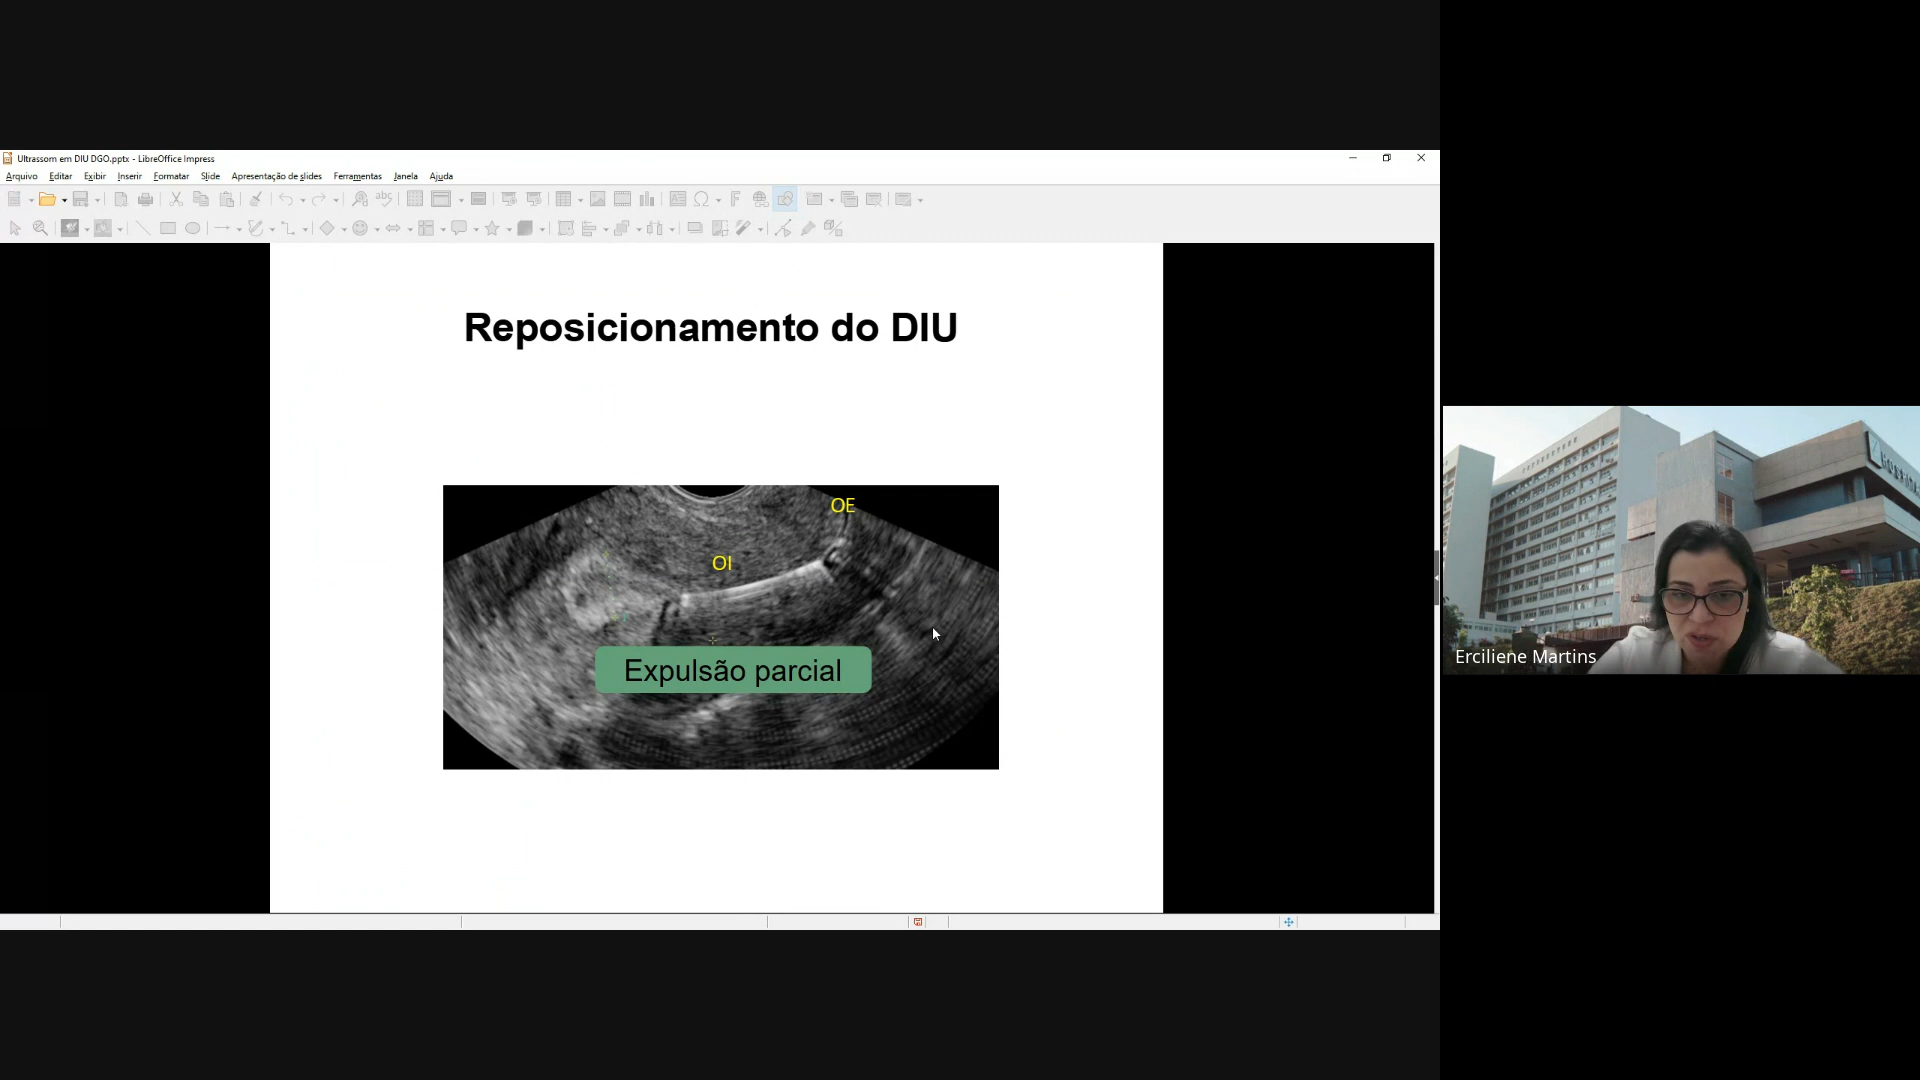 Ultrassom em DIU DGO.pptx - LibreOffice Impress
Arquivo Editar Exibir Inserir Formatar Slide Apresentação de slides Ferramentas Janela Ajuda
Reposicionamento do DIU
OE
OI
Expulsão parcial
Erciliene Martins